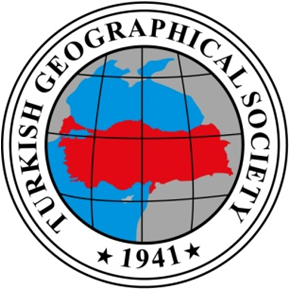 TURKISH GEOGRAPHICAL SOCIETY
★ 1941 ★